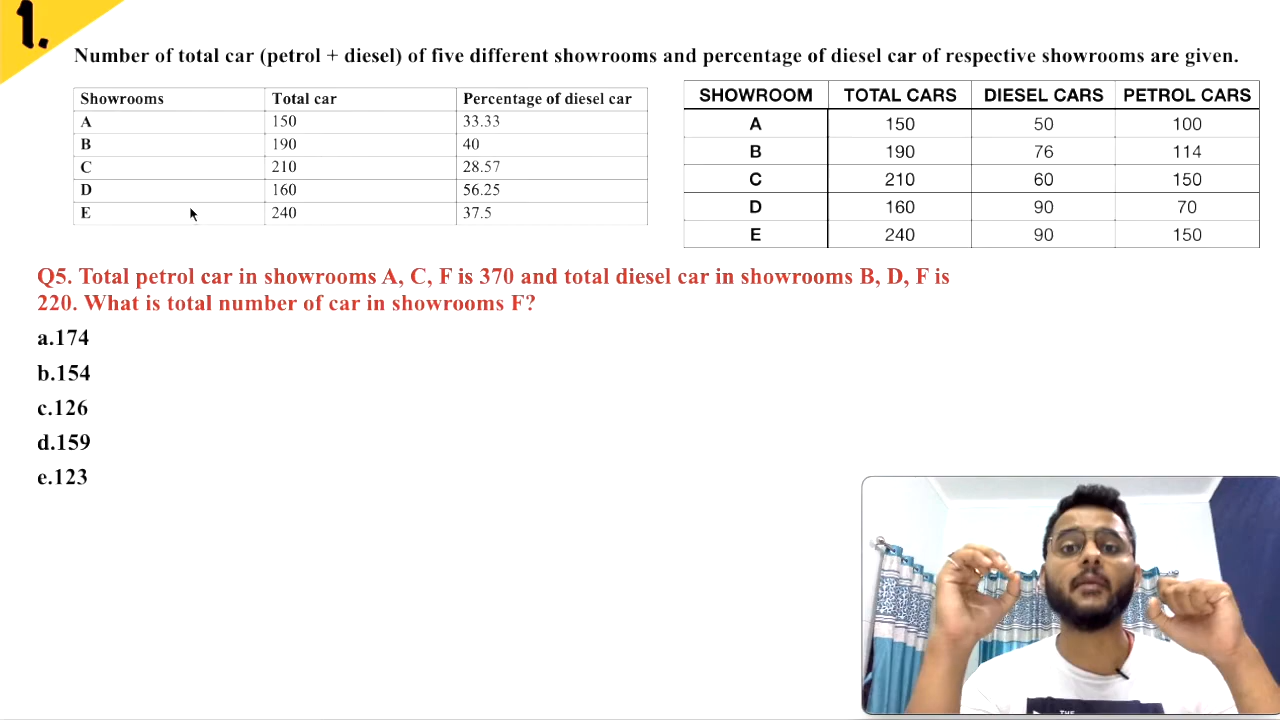 1.
Number of total car (petrol + diesel) of five different showrooms and percentage of diesel car of respective showrooms are given.
Showrooms Total car Percentage of diesel car
A 150 33.33
B 190 40
C 210 28.57
D 160 56.25
E 240 37.5
SHOWROOM TOTAL CARS DIESEL CARS PETROL CARS
A 150 50 100
B 190 76 114
C 210 60 150
D 160 90 70
E 240 90 150
Q5. Total petrol car in showrooms A, C, F is 370 and total diesel car in showrooms B, D, F is
220. What is total number of car in showrooms F?
a.174
b.154
c.126
d.159
e.123
THE